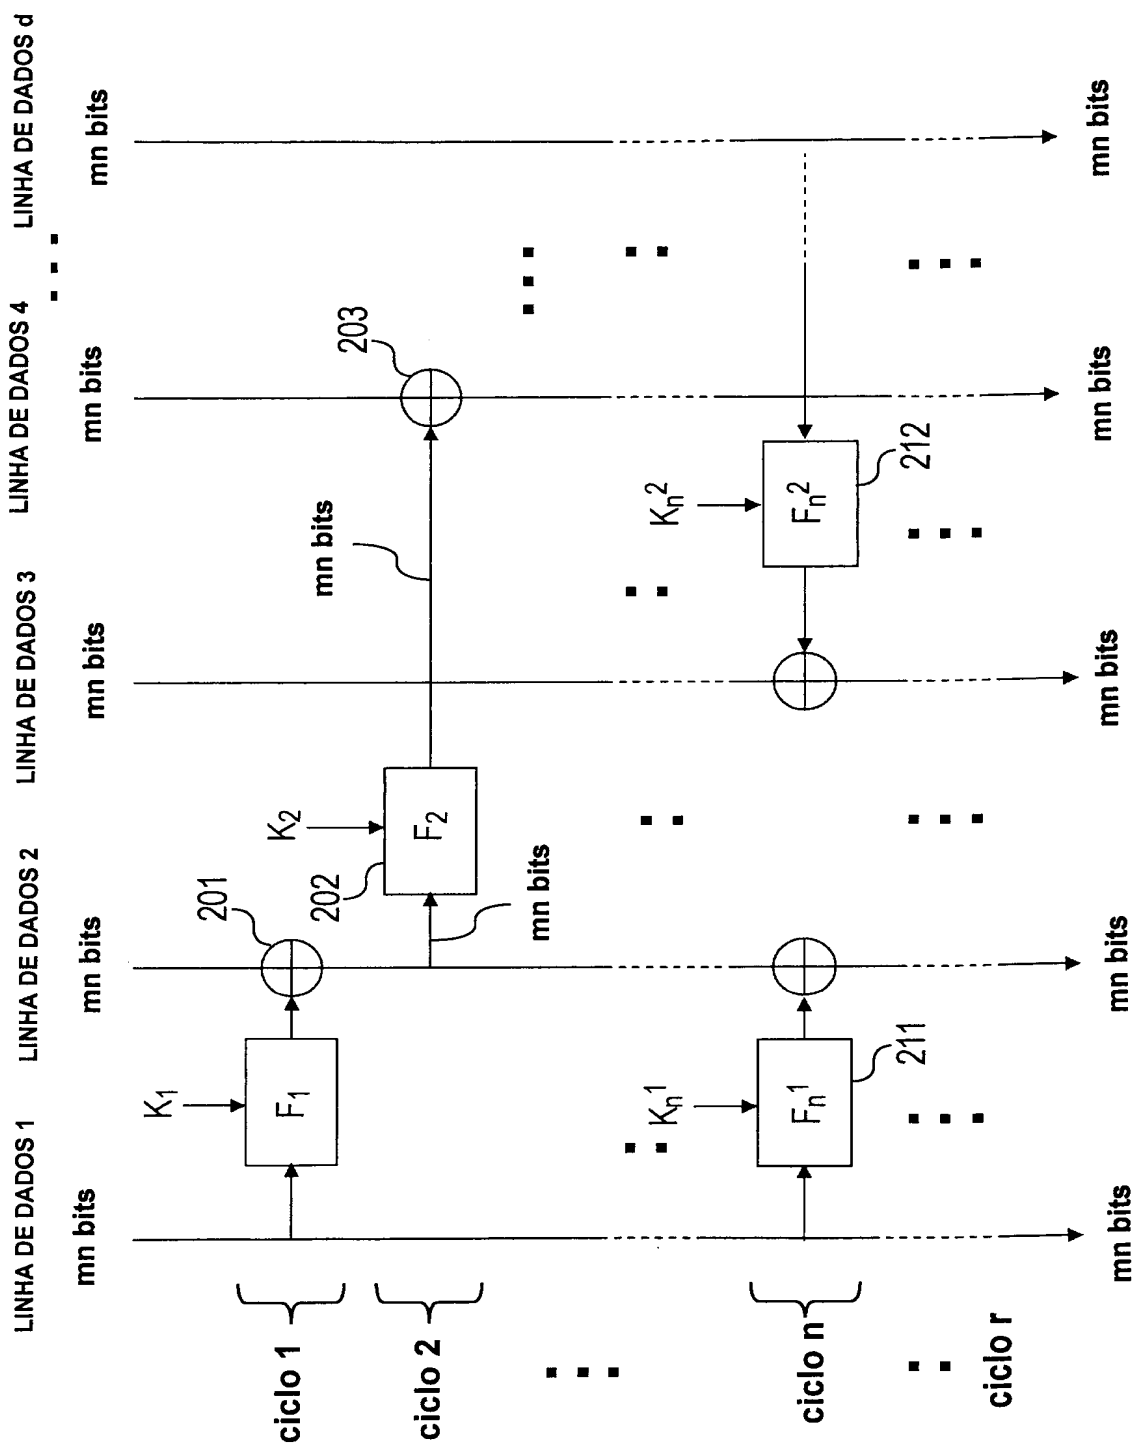 LINHA DE DADOS 1
LINHA DE DADOS 2
LINHA DE DADOS 3
LINHA DE DADOS 4
LINHA DE DADOS d
mn bits
mn bits
mn bits
mn bits
mn bits
ciclo 1
K1
F1
201
ciclo 2
202
K2
F2
mn bits
mn bits
203
ciclo n
Kn1
Fn1
211
Kn2
Fn2
212
ciclo r
mn bits
mn bits
mn bits
mn bits
mn bits